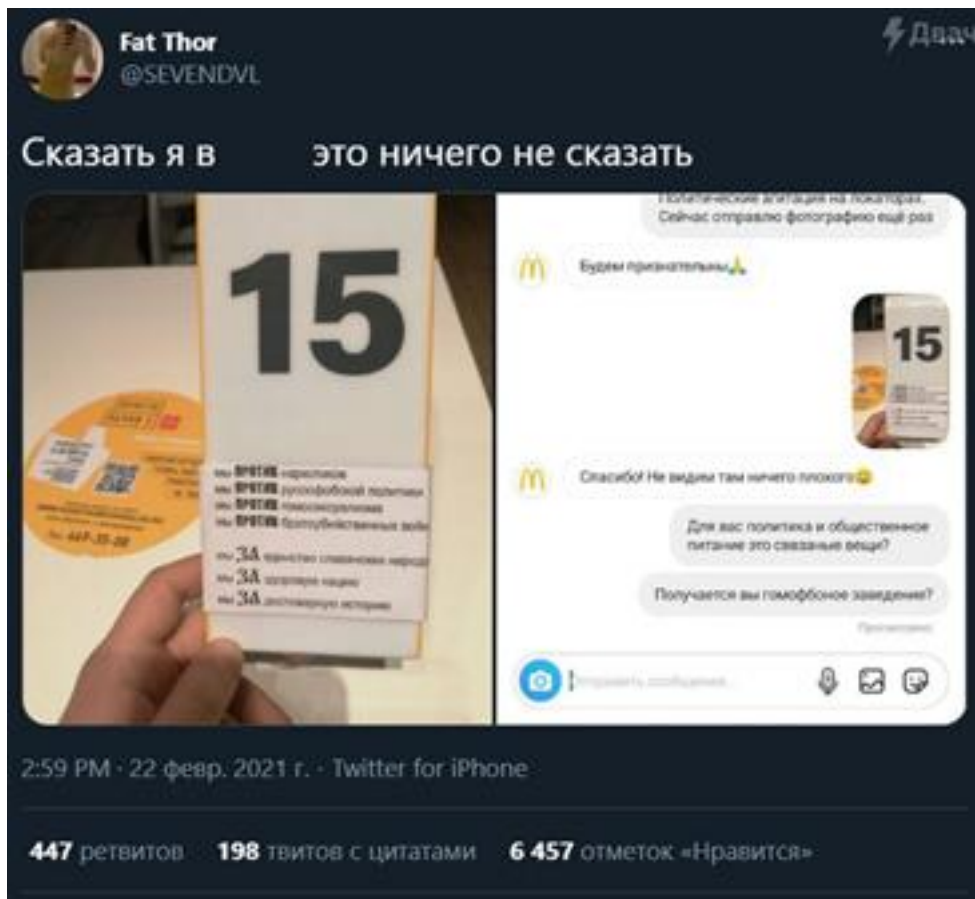 Fat Thor
@SEVENDVL
Двач
Сказать я в это ничего не сказать
15
мы ПРОТИВ наркотиков
мы ПРОТИВ русофобской политики
мы ПРОТИВ гомосексуализма
мы ПРОТИВ братоубийственных войн
мы ЗА единство славянских народо
мы ЗА здоровую нацию
мы ЗА достоверную историю
Политические агитация на локаторах.
Сейчас отправлю фотографию ещё раз
Будем признательны🙏
15
Спасибо! Не видим там ничего плохого
Для вас политика и общественное
питание это связаные вещи?
Получается вы гомофбоное заведение?
Просмотрено
Отправить сообщение...
2:59 PM · 22 февр. 2021 г. · Twitter for iPhone
447 ретвитов 198 твитов с цитатами 6 457 отметок «Нравится»